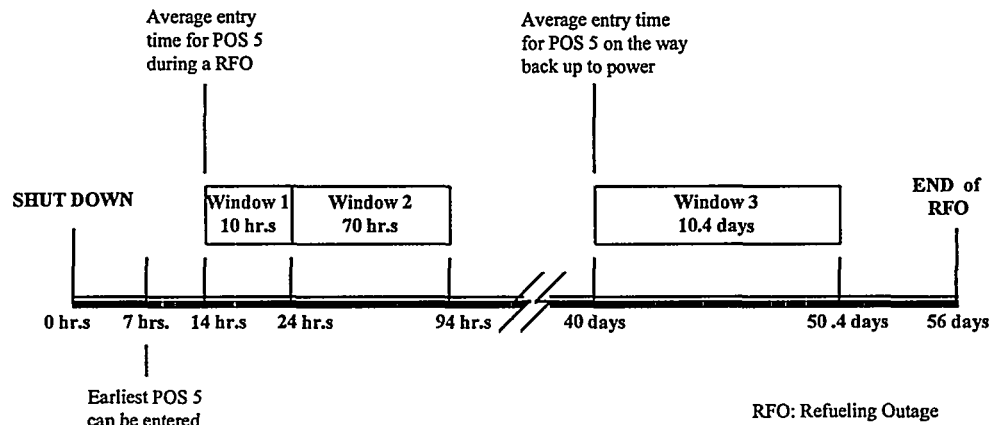 Average entry
time for POS 5
during a RFO
Average entry time
for POS 5 on the way
back up to power
SHUT DOWN
Window 1
10 hr.s
Window 2
70 hr.s
Window 3
10.4 days
END of
RFO
0 hr.s
7 hrs.
14 hr.s
24 hr.s
94 hr.s
40 days
50.4 days
56 days
Earliest POS 5
can be entered
RFO: Refueling Outage